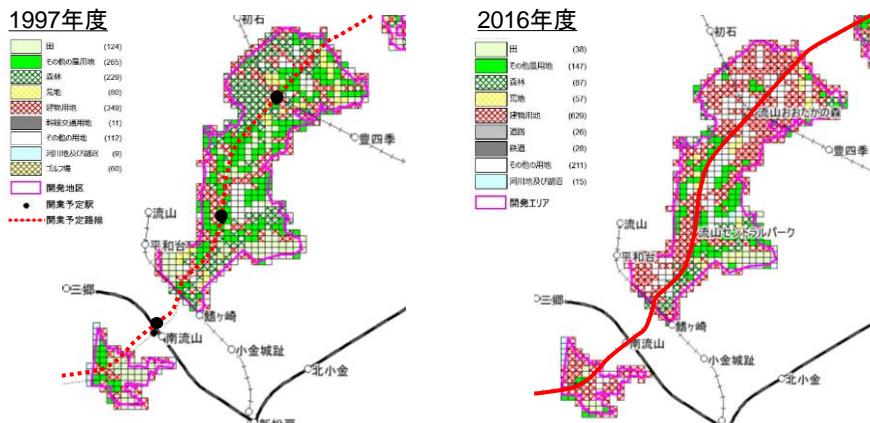 1997年度
田 (124)
その他の農用地 (265)
森林 (229)
荒地 (80)
建物用地 (349)
幹線交通用地 (11)
その他の用地 (112)
河川地及び湖沼 (9)
ゴルフ場 (60)
開発地区
開業予定駅
開業予定路線
初石
豊四季
流山
平和台
三郷
鰭ヶ崎
南流山
小金城趾
北小金
新松戸
2016年度
田 (38)
その他農用地 (147)
森林 (87)
荒地 (57)
建物用地 (629)
道路 (26)
鉄道 (28)
その他の用地 (211)
河川地及び湖沼 (15)
開発エリア
初石
流山おおたかの森
豊四季
流山
流山セントラルパーク
平和台
三郷
鰭ヶ崎
南流山
小金城趾
北小金